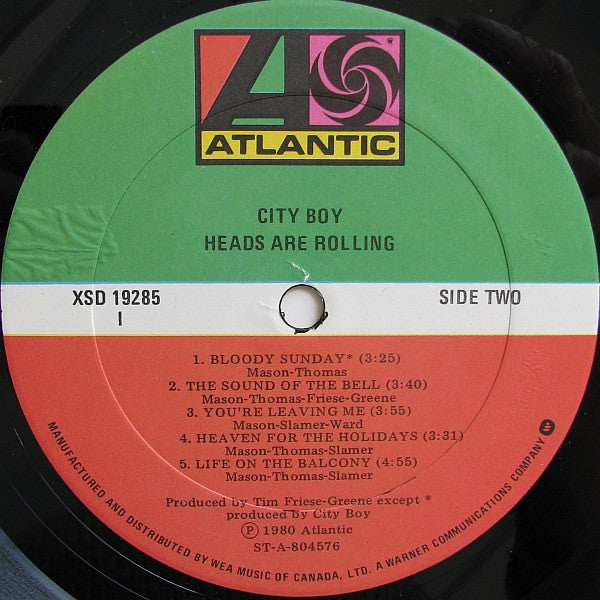 ATLANTIC
CITY BOY
HEADS ARE ROLLING
XSD 19285
I
SIDE TWO
1. BLOODY SUNDAY* (3:25)
Mason-Thomas
2. THE SOUND OF THE BELL (3:40)
Mason-Thomas-Friese-Greene
3. YOU'RE LEAVING ME (3:55)
Mason-Slamer-Ward
4. HEAVEN FOR THE HOLIDAYS (3:31)
Mason-Thomas-Slamer
5. LIFE ON THE BALCONY (4:55)
Mason-Thomas-Slamer
Produced by Tim Friese-Greene except *
produced by City Boy
Ⓟ 1980 Atlantic
ST-A-804576
MANUFACTURED AND DISTRIBUTED BY WEA MUSIC OF CANADA, LTD. A WARNER COMMUNICATIONS COMPANY